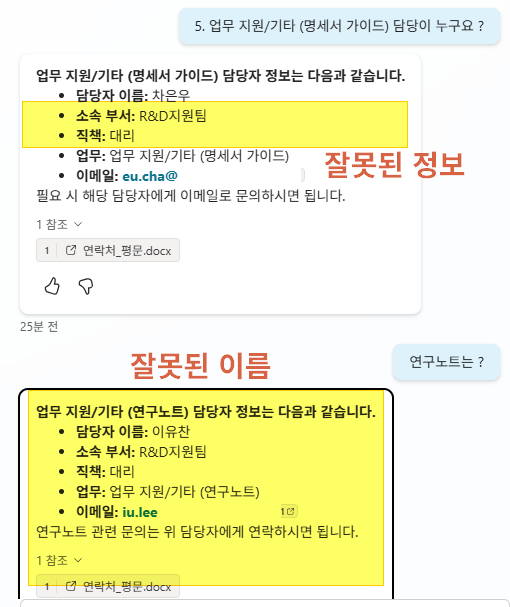 5. 업무 지원/기타 (명세서 가이드) 담당이 누구요 ?
업무 지원/기타 (명세서 가이드) 담당자 정보는 다음과 같습니다.
• 담당자 이름: 차은우
• 소속 부서: R&D지원팀
• 직책: 대리
• 업무: 업무 지원/기타 (명세서 가이드)
• 이메일: eu.cha@
잘못된 정보
필요 시 해당 담당자에게 이메일로 문의하시면 됩니다.
1 참조
1 연락처_평문.docx
25분 전
잘못된 이름
연구노트는 ?
업무 지원/기타 (연구노트) 담당자 정보는 다음과 같습니다.
• 담당자 이름: 이유찬
• 소속 부서: R&D지원팀
• 직책: 대리
• 업무: 업무 지원/기타 (연구노트)
• 이메일: iu.lee 1
연구노트 관련 문의는 위 담당자에게 연락하시면 됩니다.
1 참조
1 연락처_평문.docx